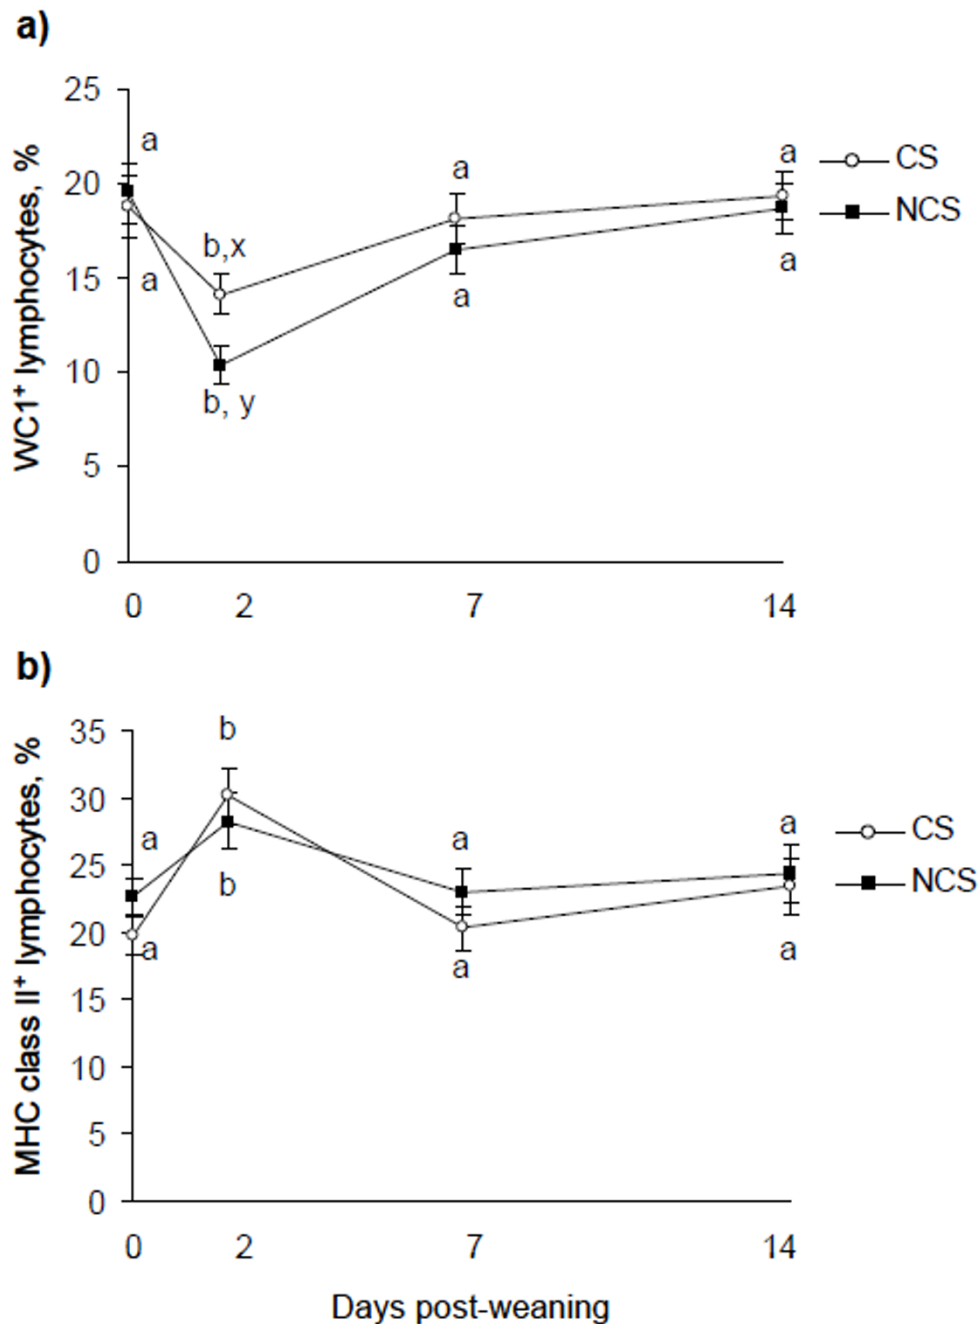 a)
WC1+ lymphocytes, %
25
20
15
10
5
0
a
a
b,x
b, y
a
a
a
a
CS
NCS
0 2 7 14
b)
MHC class II+ lymphocytes, %
35
30
25
20
15
10
5
0
a
a
b
b
a
a
a
a
CS
NCS
0 2 7 14
Days post-weaning